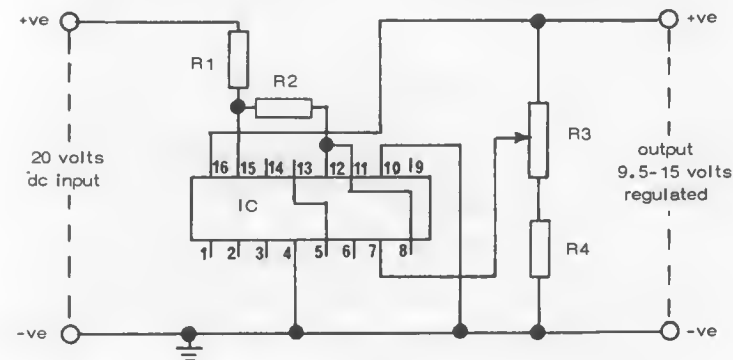 +ve
+ve
R1
R2
R3
20 volts
dc input
16 15 14 13 12 11 10 9
IC
output
9.5-15 volts
regulated
1 2 3 4 5 6 7 8
R4
-ve
-ve